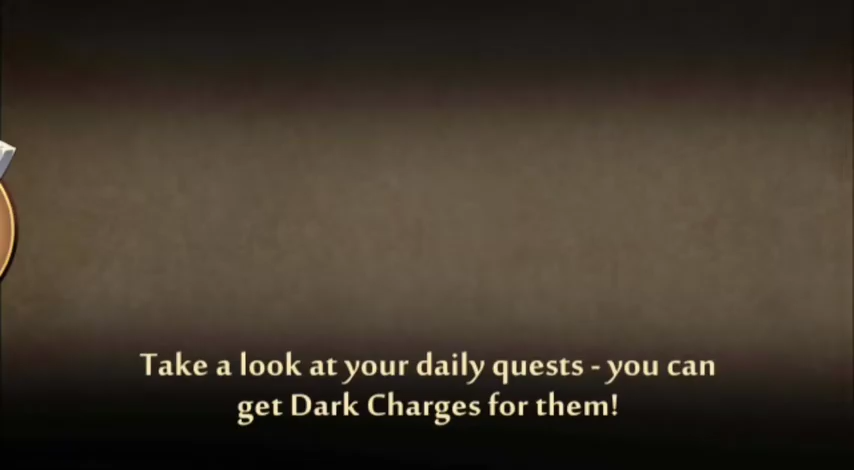 Take a look at your daily quests - you can
get Dark Charges for them!